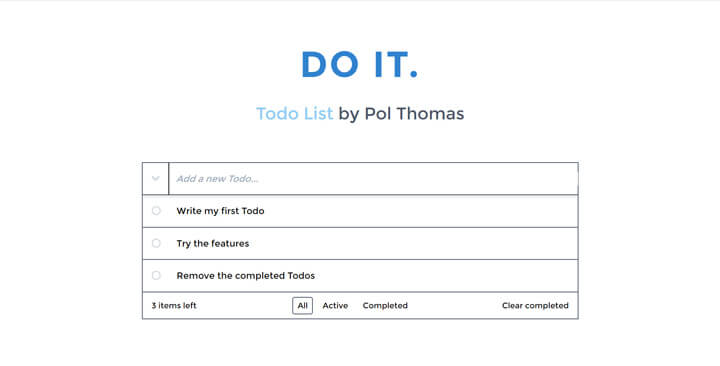 DO IT.
Todo List by Pol Thomas
Add a new Todo...
Write my first Todo
Try the features
Remove the completed Todos
3 items left All Active Completed Clear completed